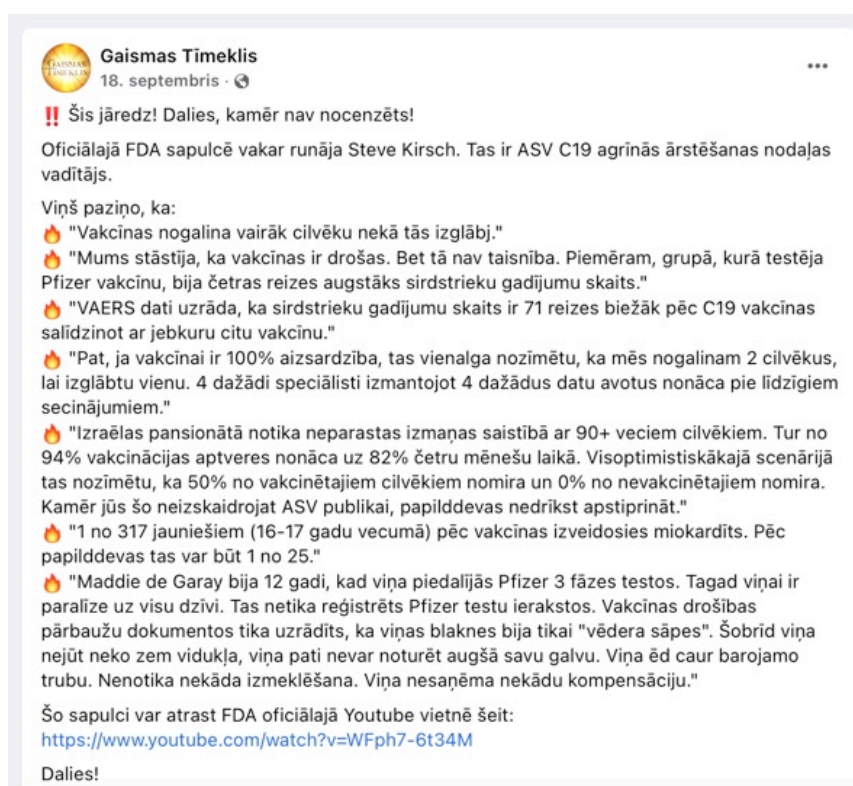 Gaismas Tīmeklis
18. septembris ·
‼ Šis jāredz! Dalies, kamēr nav nocenzēts!
Oficiālajā FDA sapulcē vakar runāja Steve Kirsch. Tas ir ASV C19 agrīnās ārstēšanas nodaļas
vadītājs.
Viņš paziņo, ka:
🔥 "Vakcīnas nogalina vairāk cilvēku nekā tās izglābj."
🔥 "Mums stāstīja, ka vakcīnas ir drošas. Bet tā nav taisnība. Piemēram, grupā, kurā testēja
Pfizer vakcīnu, bija četras reizes augstāks sirdstrieku gadījumu skaits."
🔥 "VAERS dati uzrāda, ka sirdstrieku gadījumu skaits ir 71 reizes biežāk pēc C19 vakcīnas
salīdzinot ar jebkuru citu vakcīnu."
🔥 "Pat, ja vakcīnai ir 100% aizsardzība, tas vienalga nozīmētu, ka mēs nogalinam 2 cilvēkus,
lai izglābtu vienu. 4 dažādi speciālisti izmantojot 4 dažādus datu avotus nonāca pie līdzīgiem
secinājumiem."
🔥 "Izraēlas pansionātā notika neparastas izmaņas saistībā ar 90+ veciem cilvēkiem. Tur no
94% vakcinācijas aptveres nonāca uz 82% četru mēnešu laikā. Visoptimistiskākajā scenārijā
tas nozīmētu, ka 50% no vakcinētajiem cilvēkiem nomira un 0% no nevakcinētajiem nomira.
Kamēr jūs šo neizskaidrojat ASV publikai, papilddevas nedrīkst apstiprināt."
🔥 "1 no 317 jauniešiem (16-17 gadu vecumā) pēc vakcīnas izveidosies miokardīts. Pēc
papilddevas tas var būt 1 no 25."
🔥 "Maddie de Garay bija 12 gadi, kad viņa piedalījās Pfizer 3 fāzes testos. Tagad viņai ir
paralīze uz visu dzīvi. Tas netika reģistrēts Pfizer testu ierakstos. Vakcīnas drošības
pārbaužu dokumentos tika uzrādīts, ka viņas blaknes bija tikai "vēdera sāpes". Šobrīd viņa
nejūt neko zem vidukļa, viņa pati nevar noturēt augšā savu galvu. Viņa ēd caur barojamo
trubu. Nenotika nekāda izmeklēšana. Viņa nesaņēma nekādu kompensāciju."
Šo sapulci var atrast FDA oficiālajā Youtube vietnē šeit:
https://www.youtube.com/watch?v=WFph7-6t34M
Dalies!